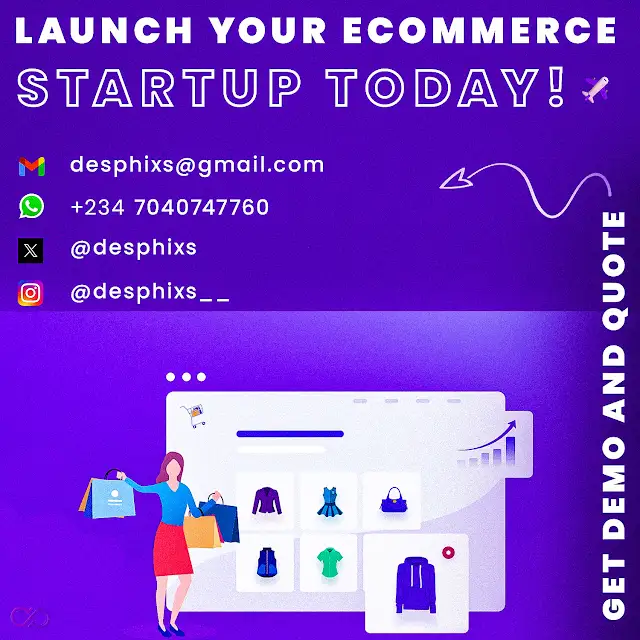 LAUNCH YOUR ECOMMERCE
STARTUP TODAY!
desphixs@gmail.com
+234 7040747760
@desphixs
@desphixs__
GET DEMO AND QUOTE